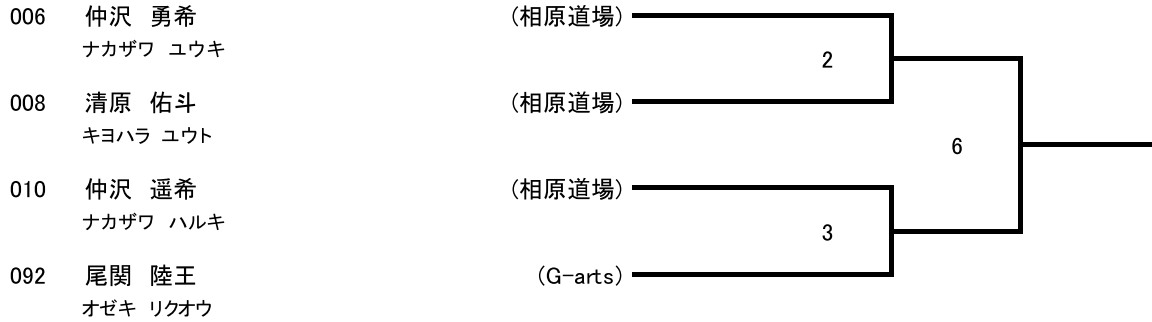 006 仲沢 勇希 (相原道場)
ナカザワ ユウキ
2
008 清原 佑斗 (相原道場)
キヨハラ ユウト
6
010 仲沢 遥希 (相原道場)
ナカザワ ハルキ
3
092 尾関 陸王 (G-arts)
オゼキ リクオウ